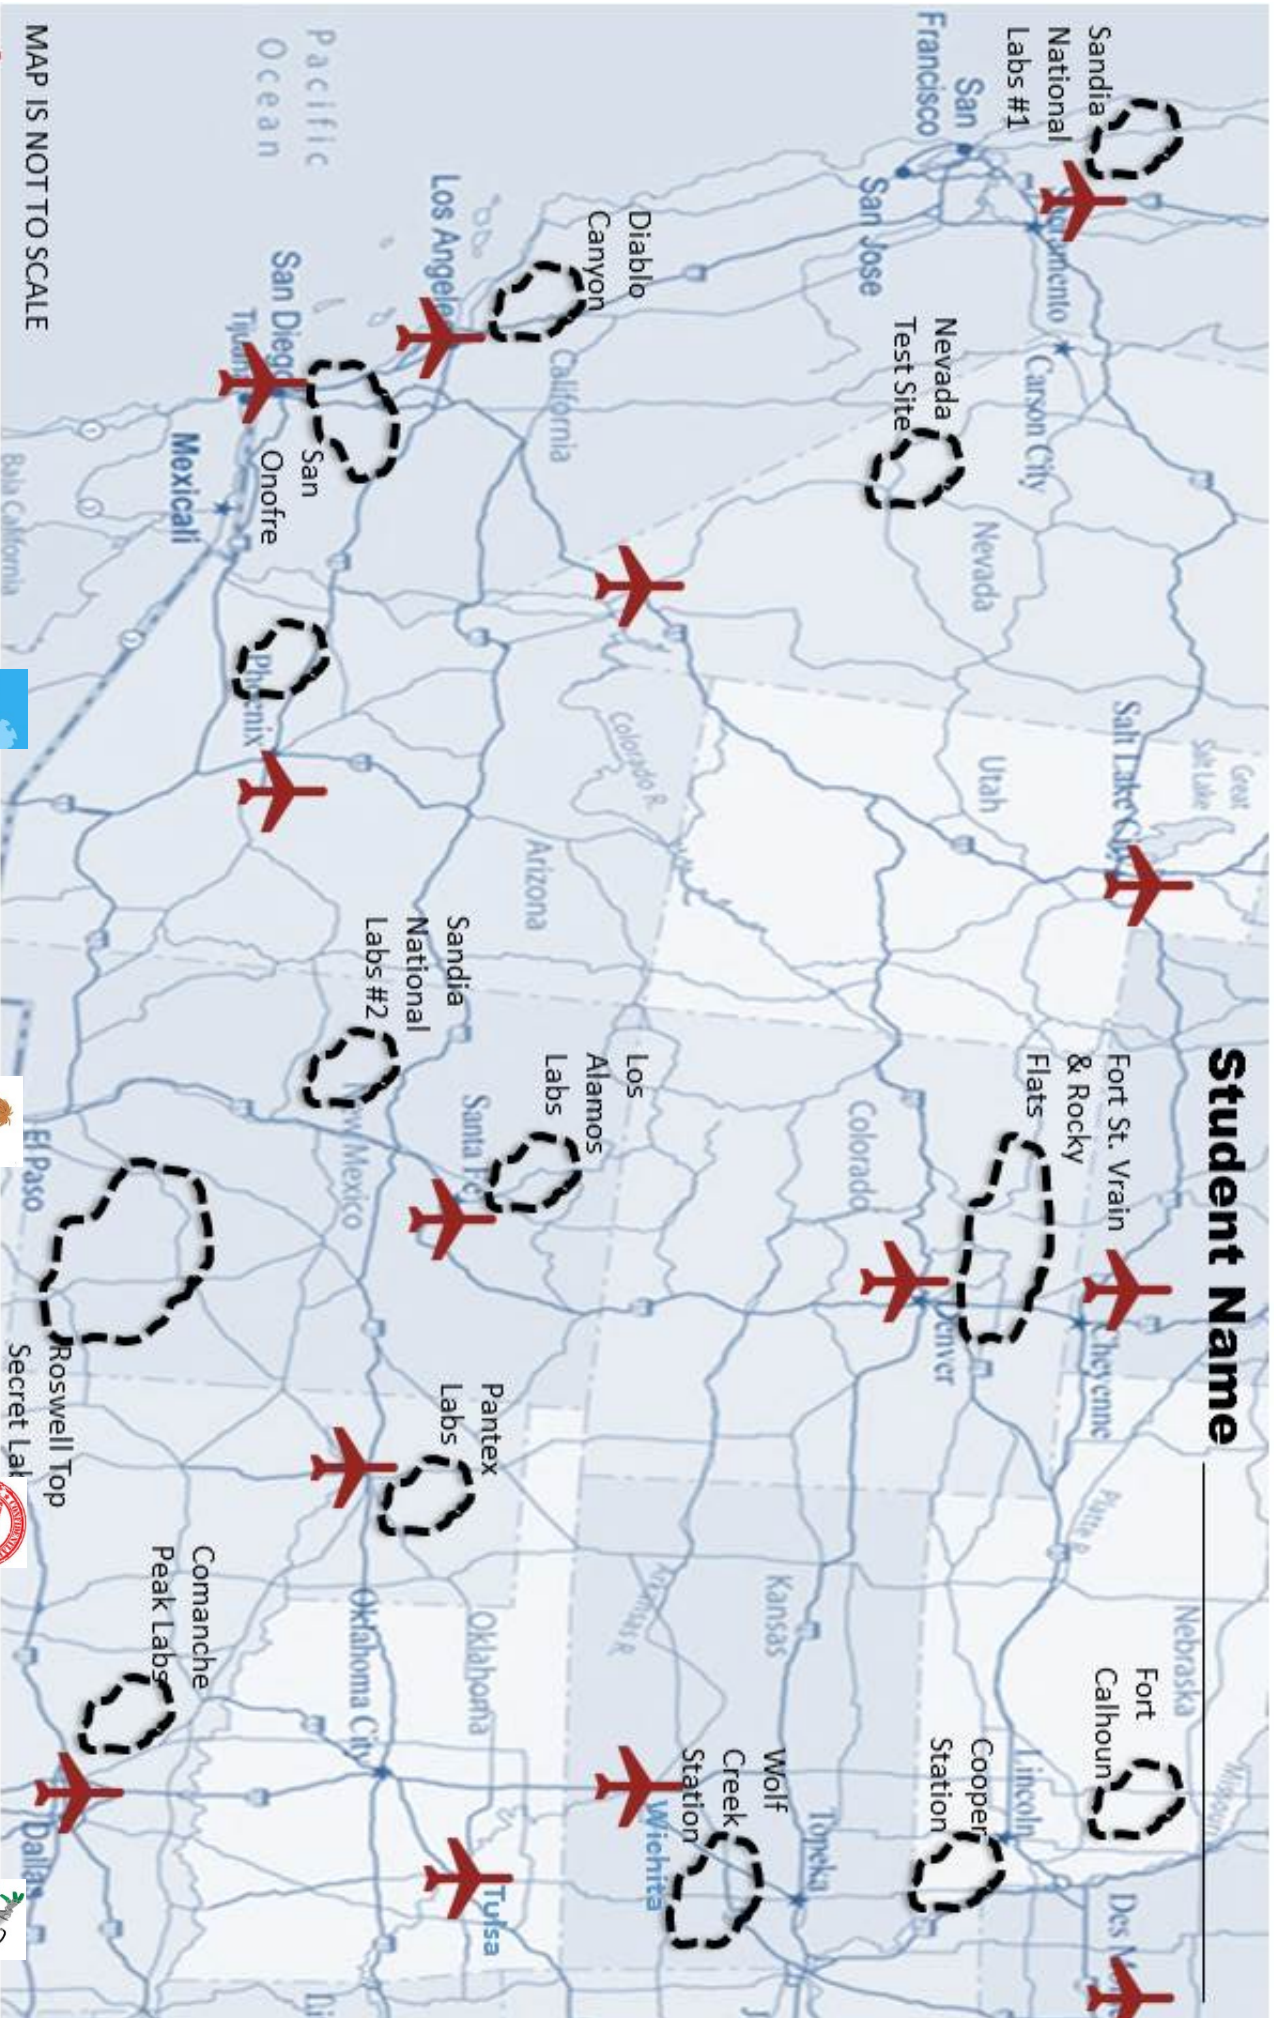 Student Name
Great
Salt Lake
Salt Lake City
Sandia
National
Labs #1
Fort St. Vrain
& Rocky
Flats
Cheyenne
Nebraska
Fort
Calhoun
Platte R.
Carson City
Lincoln
Cooper
Station
San
Francisco
San Jose
Nevada
Test Site
Nevada
Utah
Denver
Colorado
Topeka
Kansas
Wolf
Creek
Station
Wichita
Arkansas R.
Diablo
Canyon
California
Colorado R.
Los
Alamos
Labs
Arizona
Los Angeles
Sandia
National
Labs #2
Santa Fe
Pantex
Labs
Oklahoma
Tulsa
Pacific
Ocean
San Diego
Tijuana
San
Onofre
Phoenix
New Mexico
Oklahoma City
Mexicali
Comanche
Peak Labs
Baja California
El Paso
Roswell Top
Secret Lab
Dallas
MAP IS NOT TO SCALE